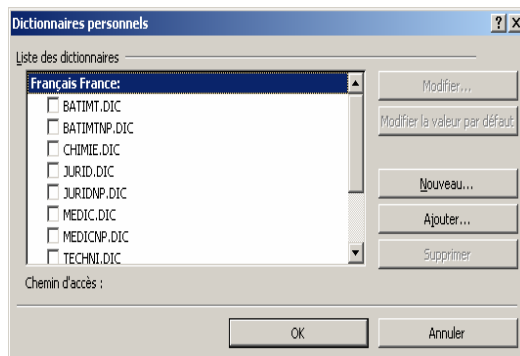 Dictionnaires personnels
Liste des dictionnaires
Français France:
BATIMT.DIC
BATIMTNP.DIC
CHIMIE.DIC
JURID.DIC
JURIDNP.DIC
MEDIC.DIC
MEDICNP.DIC
TECHNI.DIC
Modifier...
Modifier la valeur par défaut
Nouveau...
Ajouter...
Supprimer
Chemin d'accès :
OK
Annuler